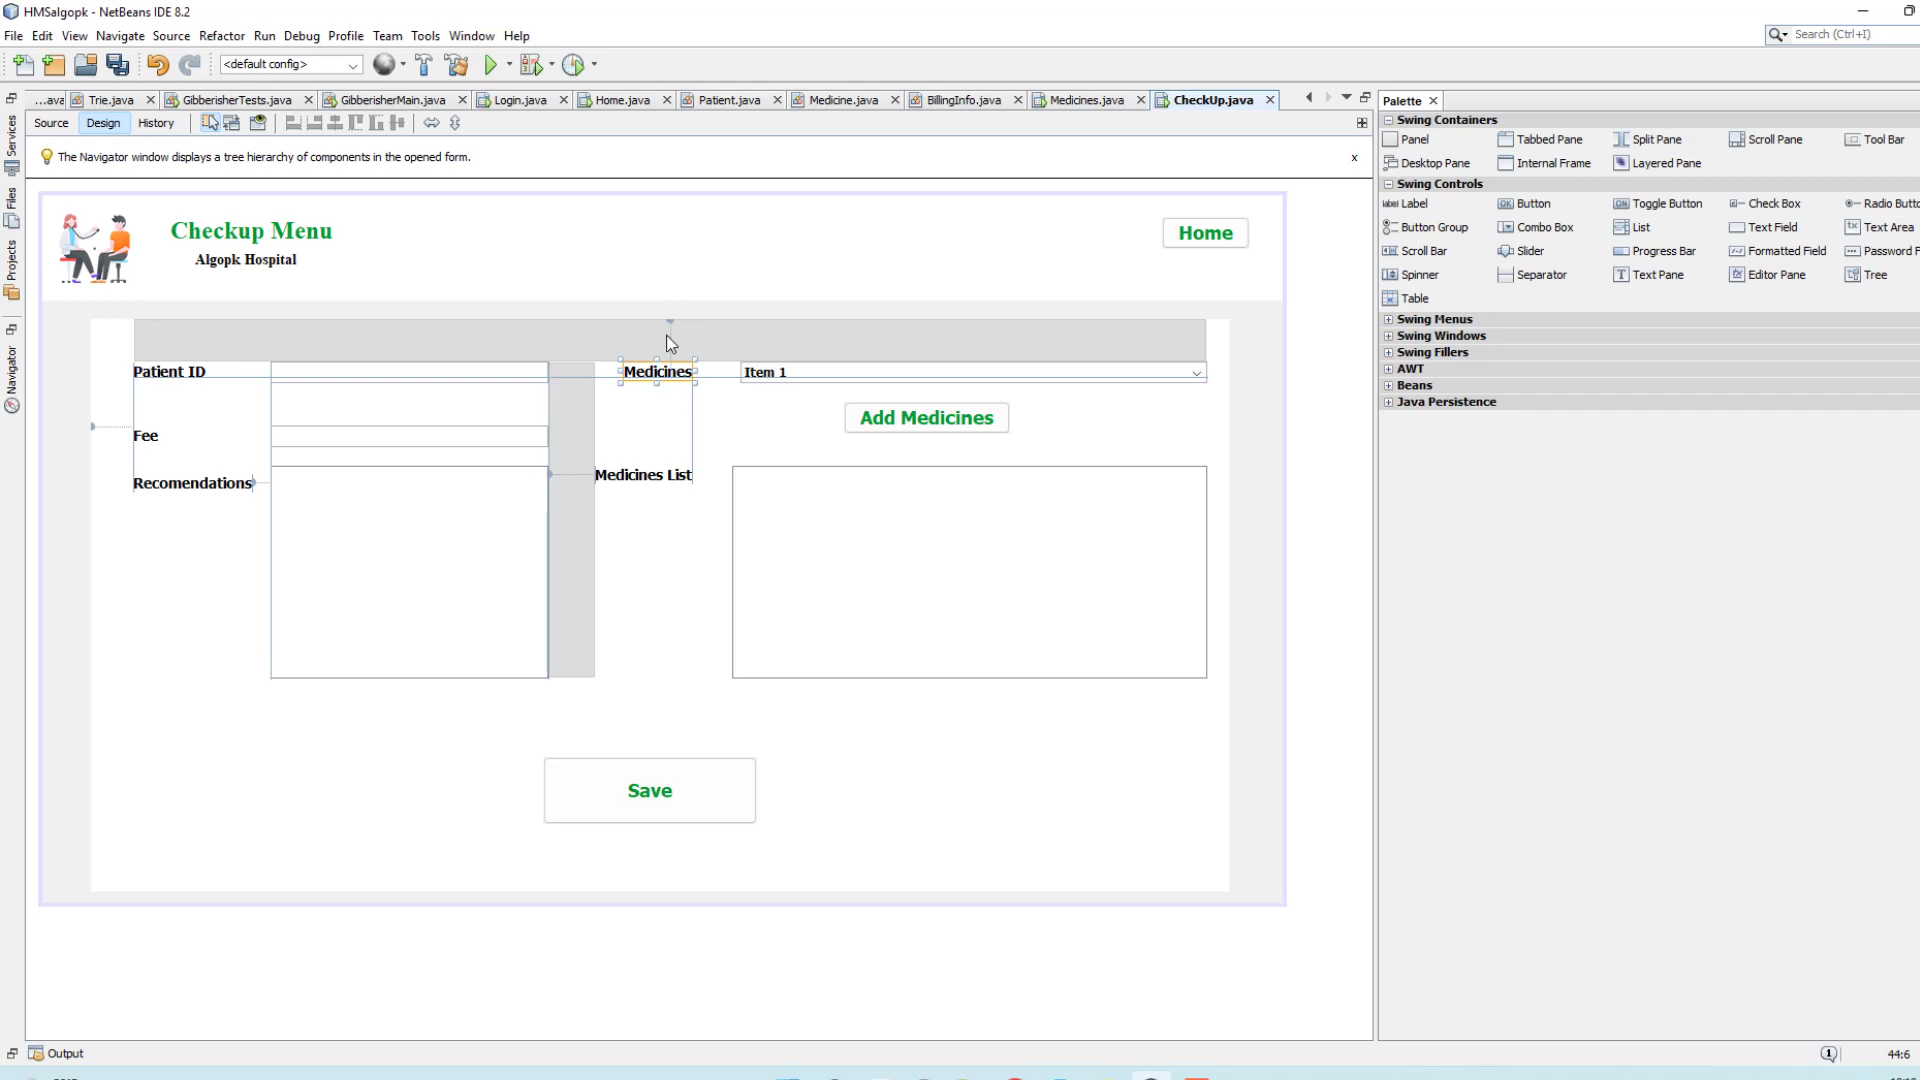 HMSalgopk - NetBeans IDE 8.2
File Edit View Navigate Source Refactor Run Debug Profile Team Tools Window Help
Search (Ctrl+I)
<default config>
...ava Trie.java GibberisherTests.java GibberisherMain.java Login.java Home.java Patient.java Medicine.java BillingInfo.java Medicines.java CheckUp.java
Source Design History
The Navigator window displays a tree hierarchy of components in the opened form. x
Services
Files
Projects
Navigator
Checkup Menu
Algopk Hospital
Home
Patient ID
Medicines
Item 1
Add Medicines
Fee
Recomendations
Medicines List
Save
Palette
Swing Containers
Panel Tabbed Pane Split Pane Scroll Pane Tool Bar
Desktop Pane Internal Frame Layered Pane
Swing Controls
label Label OK Button ON Toggle Button Check Box Radio Butto
Button Group Combo Box List Text Field Text Area
Scroll Bar Slider Progress Bar Formatted Field Password F
Spinner Separator Text Pane Editor Pane Tree
Table
Swing Menus
Swing Windows
Swing Fillers
AWT
Beans
Java Persistence
Output
1
44:6